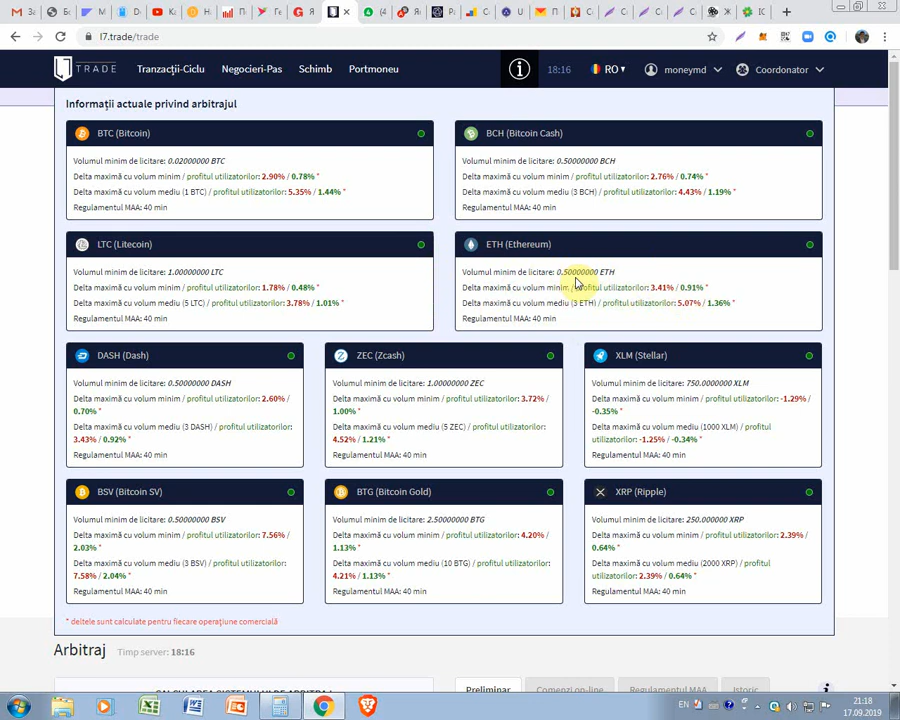 l7.trade/trade
TRADE
Tranzacții-Ciclu
Negocieri-Pas
Schimb
Portmoneu
18:16
RO
moneymd
Coordonator
Informații actuale privind arbitrajul
BTC (Bitcoin)
Volumul minim de licitare: 0.02000000 BTC
Delta maximă cu volum minim / profitul utilizatorilor: 2.90% / 0.78% *
Delta maximă cu volum mediu (1 BTC) / profitul utilizatorilor: 5.35% / 1.44% *
Regulamentul MAA: 40 min
BCH (Bitcoin Cash)
Volumul minim de licitare: 0.50000000 BCH
Delta maximă cu volum minim / profitul utilizatorilor: 2.76% / 0.74% *
Delta maximă cu volum mediu (3 BCH) / profitul utilizatorilor: 4.43% / 1.19% *
Regulamentul MAA: 40 min
LTC (Litecoin)
Volumul minim de licitare: 1.00000000 LTC
Delta maximă cu volum minim / profitul utilizatorilor: 1.78% / 0.48% *
Delta maximă cu volum mediu (5 LTC) / profitul utilizatorilor: 3.78% / 1.01% *
Regulamentul MAA: 40 min
ETH (Ethereum)
Volumul minim de licitare: 0.50000000 ETH
Delta maximă cu volum minim / profitul utilizatorilor: 3.41% / 0.91% *
Delta maximă cu volum mediu (3 ETH) / profitul utilizatorilor: 5.07% / 1.36% *
Regulamentul MAA: 40 min
DASH (Dash)
Volumul minim de licitare: 0.50000000 DASH
Delta maximă cu volum minim / profitul utilizatorilor: 2.60% /
0.70% *
Delta maximă cu volum mediu (3 DASH) / profitul utilizatorilor:
3.43% / 0.92% *
Regulamentul MAA: 40 min
ZEC (Zcash)
Volumul minim de licitare: 1.00000000 ZEC
Delta maximă cu volum minim / profitul utilizatorilor: 3.72% /
1.00% *
Delta maximă cu volum mediu (5 ZEC) / profitul utilizatorilor:
4.52% / 1.21% *
Regulamentul MAA: 40 min
XLM (Stellar)
Volumul minim de licitare: 750.0000000 XLM
Delta maximă cu volum minim / profitul utilizatorilor: -1.29% /
-0.35% *
Delta maximă cu volum mediu (1000 XLM) / profitul
utilizatorilor: -1.25% / -0.34% *
Regulamentul MAA: 40 min
BSV (Bitcoin SV)
Volumul minim de licitare: 0.50000000 BSV
Delta maximă cu volum minim / profitul utilizatorilor: 7.56% /
2.03% *
Delta maximă cu volum mediu (3 BSV) / profitul utilizatorilor:
7.58% / 2.04% *
Regulamentul MAA: 40 min
BTG (Bitcoin Gold)
Volumul minim de licitare: 2.50000000 BTG
Delta maximă cu volum minim / profitul utilizatorilor: 4.20% /
1.13% *
Delta maximă cu volum mediu (10 BTG) / profitul utilizatorilor:
4.21% / 1.13% *
Regulamentul MAA: 40 min
XRP (Ripple)
Volumul minim de licitare: 250.000000 XRP
Delta maximă cu volum minim / profitul utilizatorilor: 2.39% /
0.64% *
Delta maximă cu volum mediu (2000 XRP) / profitul
utilizatorilor: 2.39% / 0.64% *
Regulamentul MAA: 40 min
* deltele sunt calculate pentru fiecare operațiune comercială
Arbitraj Timp server: 18:16
CALCULAREA SISTEMULUI DE ARBITRAJ
Preliminar
Comenzi on-line
Regulamentul MAA
Istoric
EN
21:18
17.09.2019